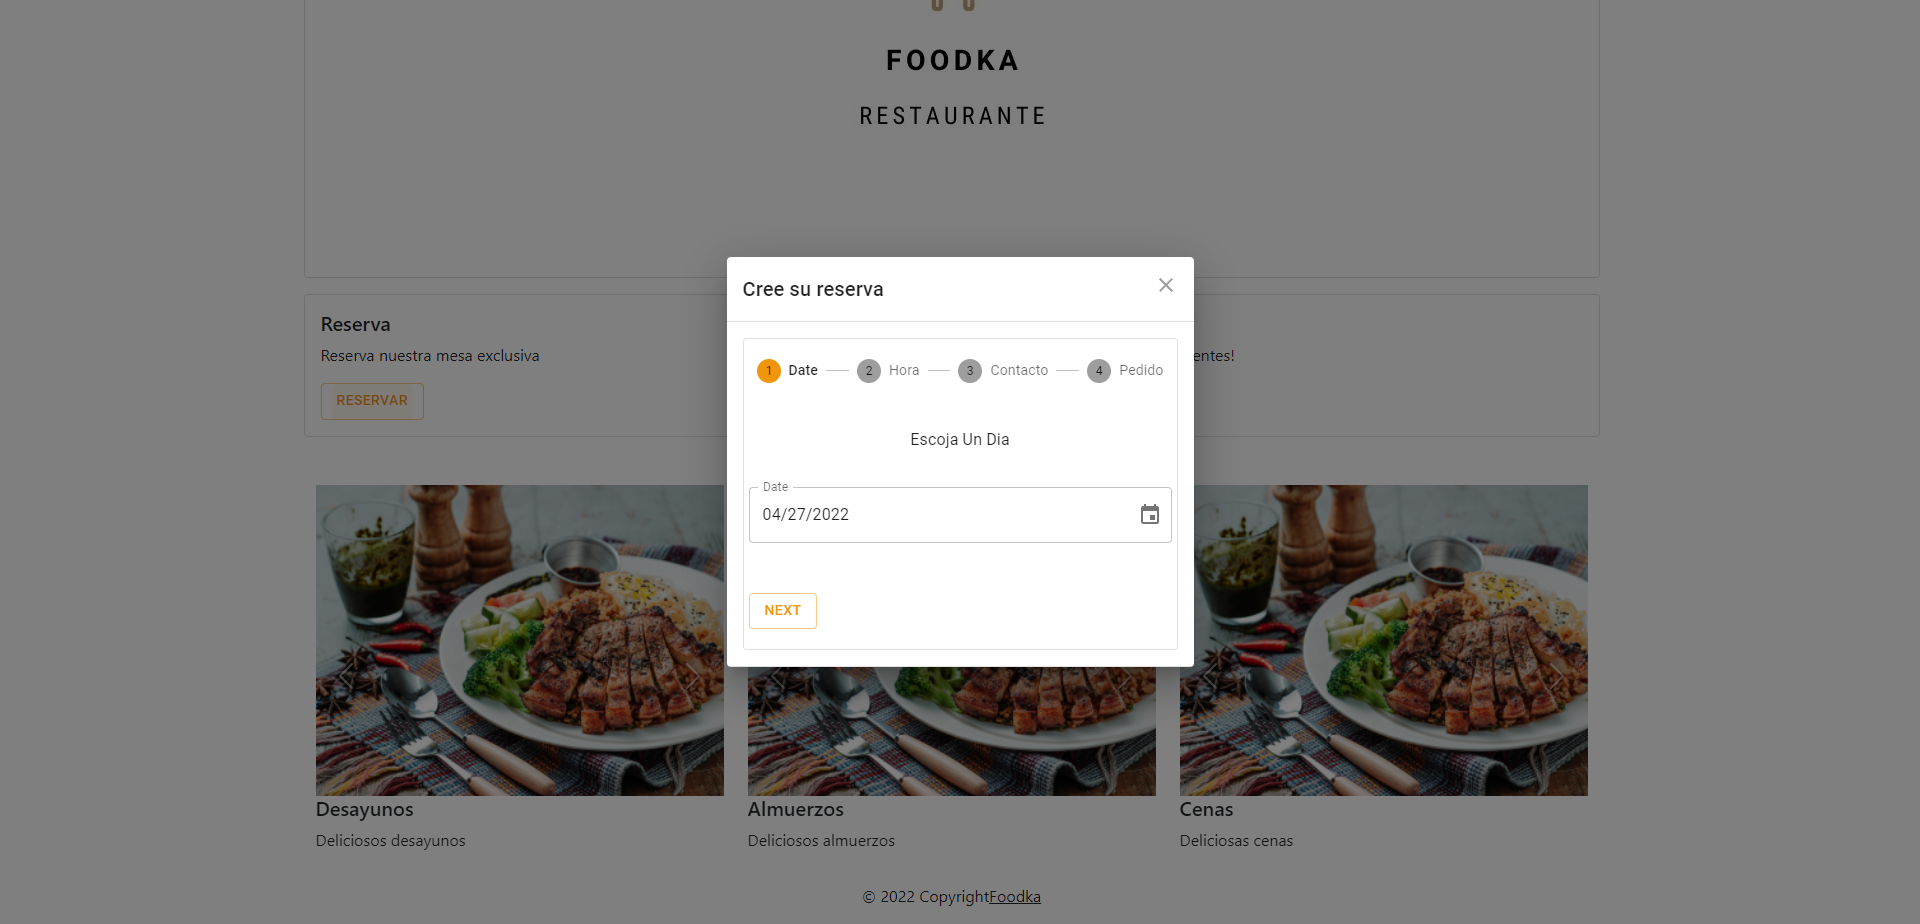 FOODKA
RESTAURANTE
Reserva
Reserva nuestra mesa exclusiva
RESERVAR
entes!
Cree su reserva
1 Date 2 Hora 3 Contacto 4 Pedido
Escoja Un Dia
Date
04/27/2022
NEXT
Desayunos
Deliciosos desayunos
Almuerzos
Deliciosos almuerzos
Cenas
Deliciosas cenas
© 2022 CopyrightFoodka